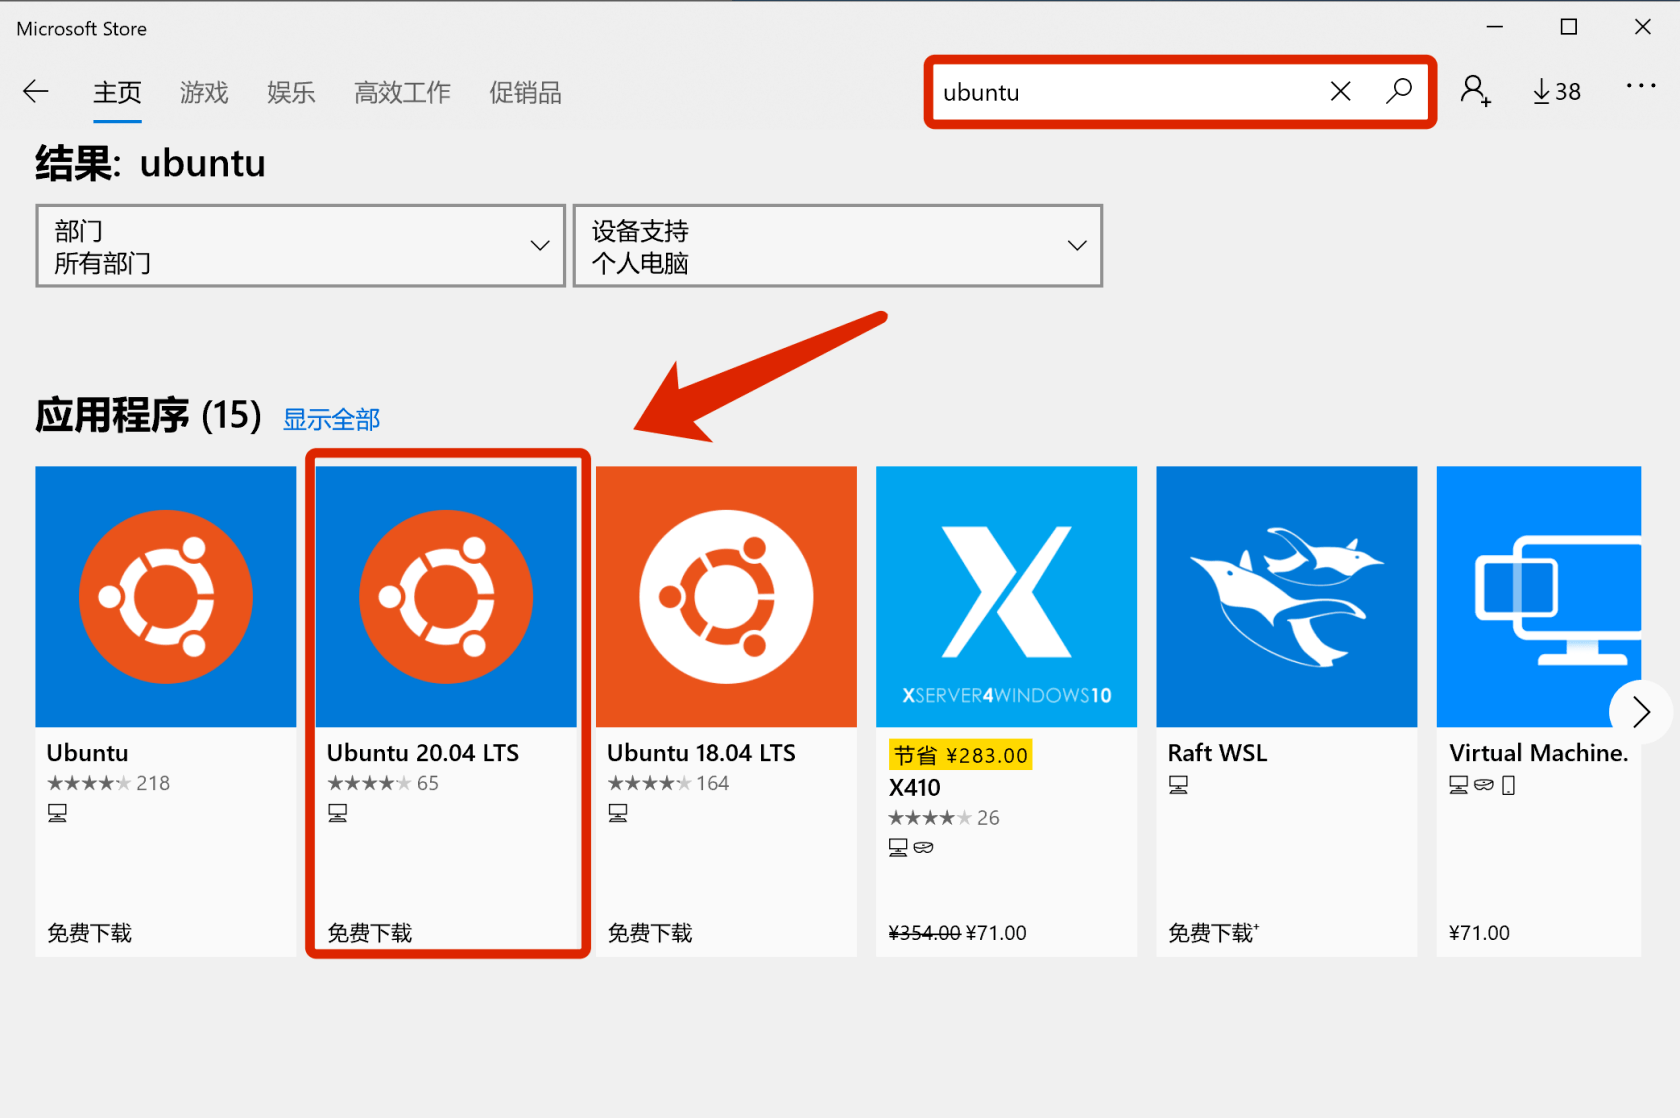 Microsoft Store
主页
游戏
娱乐
高效工作
促销品
ubuntu
38
结果: ubuntu
部门
所有部门
设备支持
个人电脑
应用程序 (15)
显示全部
Ubuntu
218
免费下载
Ubuntu 20.04 LTS
65
免费下载
Ubuntu 18.04 LTS
164
免费下载
XSERVER4WINDOWS10
节省 ¥283.00
X410
26
¥354.00 ¥71.00
Raft WSL
免费下载+
Virtual Machine.
¥71.00